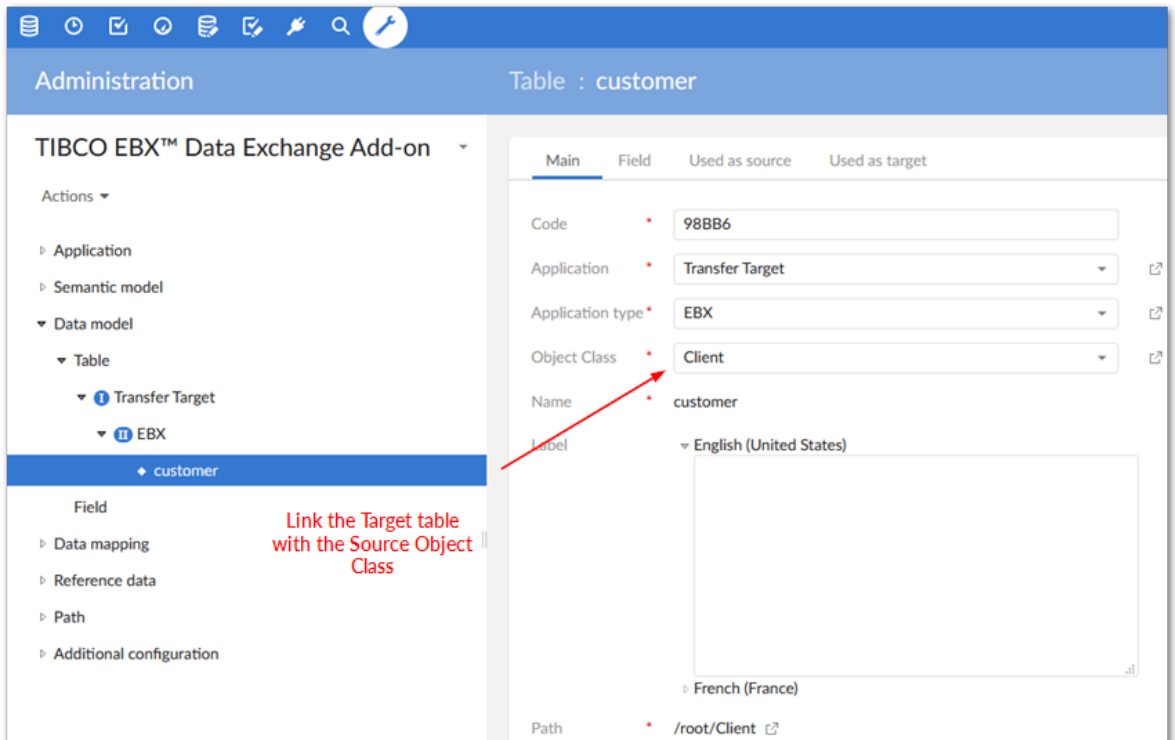 Administration
Table : customer
TIBCO EBX™ Data Exchange Add-on
Actions
Application
Semantic model
Data model
Table
I Transfer Target
II EBX
customer
Field
Data mapping
Reference data
Path
Additional configuration
Link the Target table
with the Source Object
Class
Main Field Used as source Used as target
Code * 98BB6
Application * Transfer Target
Application type * EBX
Object Class * Client
Name * customer
Label English (United States)
French (France)
Path * /root/Client